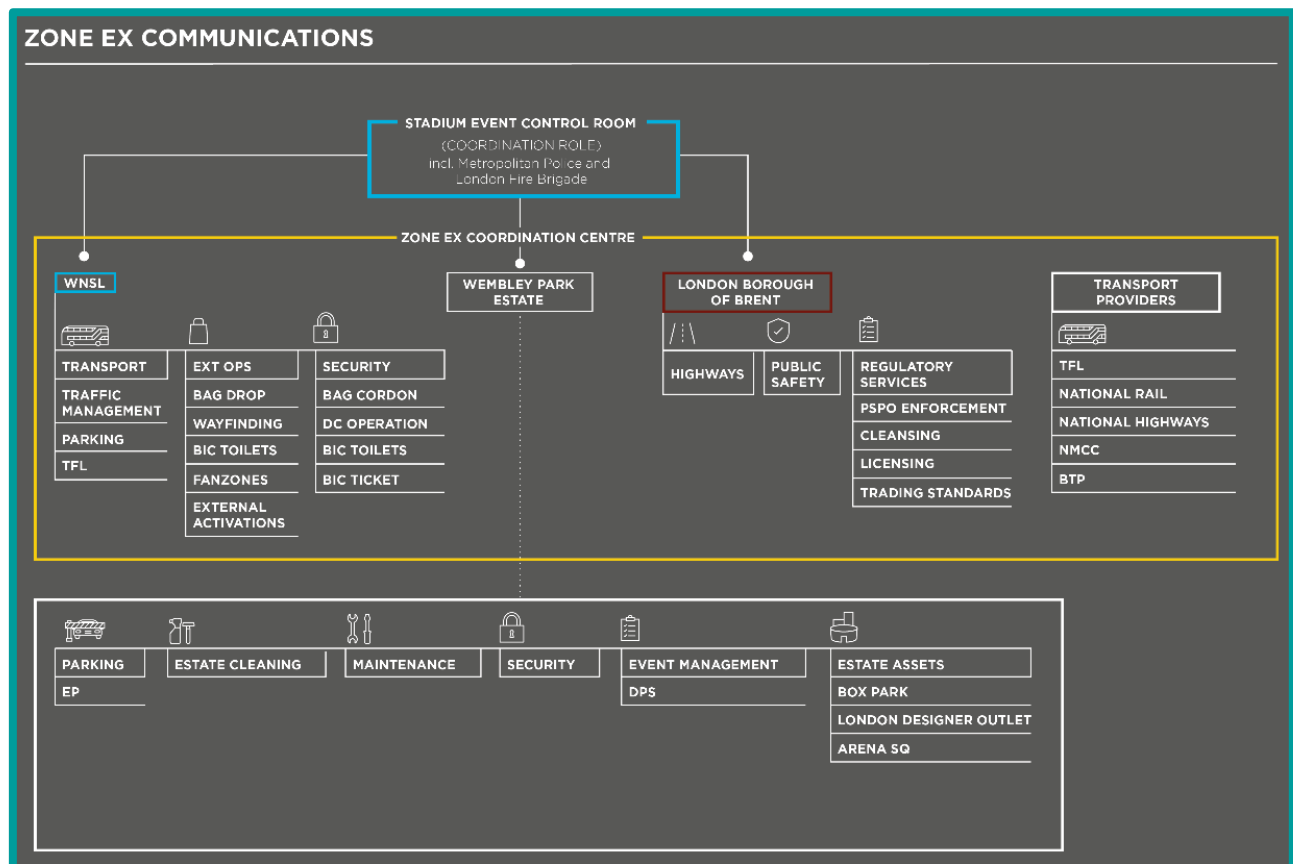 ZONE EX COMMUNICATIONS
STADIUM EVENT CONTROL ROOM
(COORDINATION ROLE)
incl. Metropolitan Police and
London Fire Brigade
ZONE EX COORDINATION CENTRE
WNSL
TRANSPORT
TRAFFIC
MANAGEMENT
PARKING
TFL
EXT OPS
BAG DROP
WAYFINDING
BIC TOILETS
FANZONES
EXTERNAL
ACTIVATIONS
SECURITY
BAG CORDON
DC OPERATION
BIC TOILETS
BIC TICKET
WEMBLEY PARK
ESTATE
LONDON BOROUGH
OF BRENT
HIGHWAYS
PUBLIC
SAFETY
REGULATORY
SERVICES
PSPO ENFORCEMENT
CLEANSING
LICENSING
TRADING STANDARDS
TRANSPORT
PROVIDERS
TFL
NATIONAL RAIL
NATIONAL HIGHWAYS
NMCC
BTP
PARKING
EP
ESTATE CLEANING
MAINTENANCE
SECURITY
EVENT MANAGEMENT
DPS
ESTATE ASSETS
BOX PARK
LONDON DESIGNER OUTLET
ARENA SQ